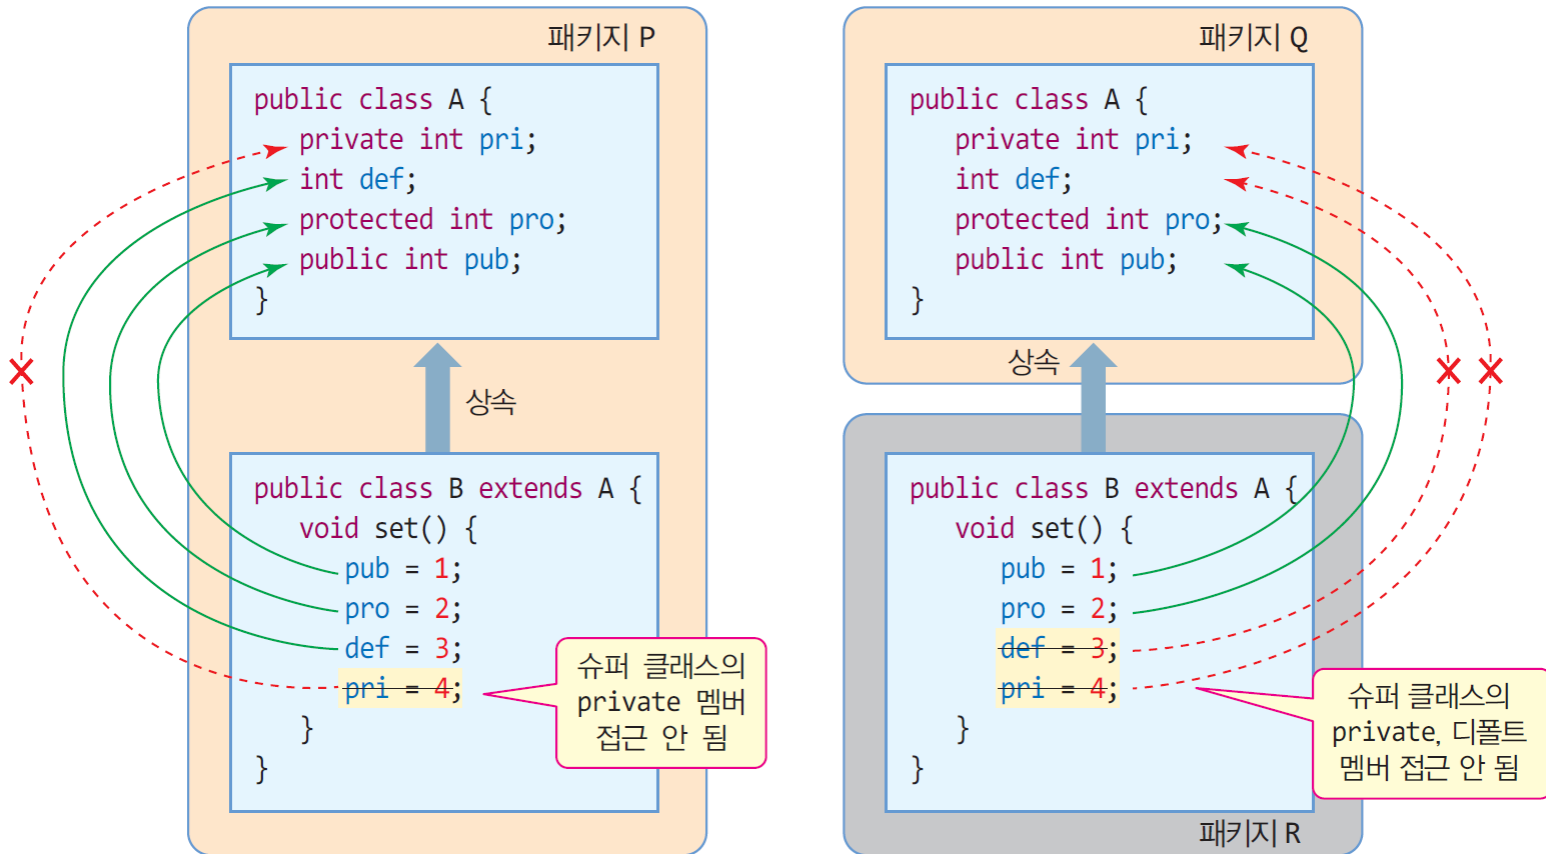 패키지 P
public class A {
private int pri;
int def;
protected int pro;
public int pub;
}
상속
public class B extends A {
void set() {
pub = 1;
pro = 2;
def = 3;
pri = 4;
}
}
슈퍼 클래스의
private 멤버
접근 안 됨
패키지 Q
public class A {
private int pri;
int def;
protected int pro;
public int pub;
}
상속
public class B extends A {
void set() {
pub = 1;
pro = 2;
def = 3;
pri = 4;
}
}
슈퍼 클래스의
private, 디폴트
멤버 접근 안 됨
패키지 R